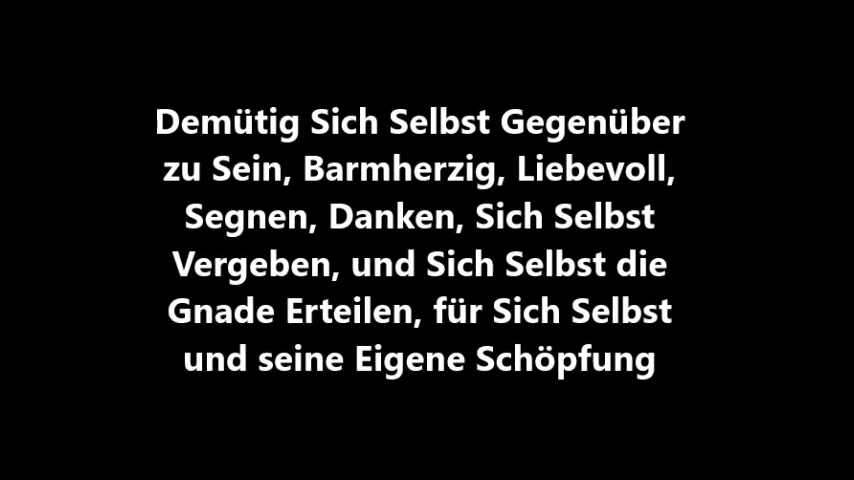 Demütig Sich Selbst Gegenüber
zu Sein, Barmherzig, Liebevoll,
Segnen, Danken, Sich Selbst
Vergeben, und Sich Selbst die
Gnade Erteilen, für Sich Selbst
und seine Eigene Schöpfung